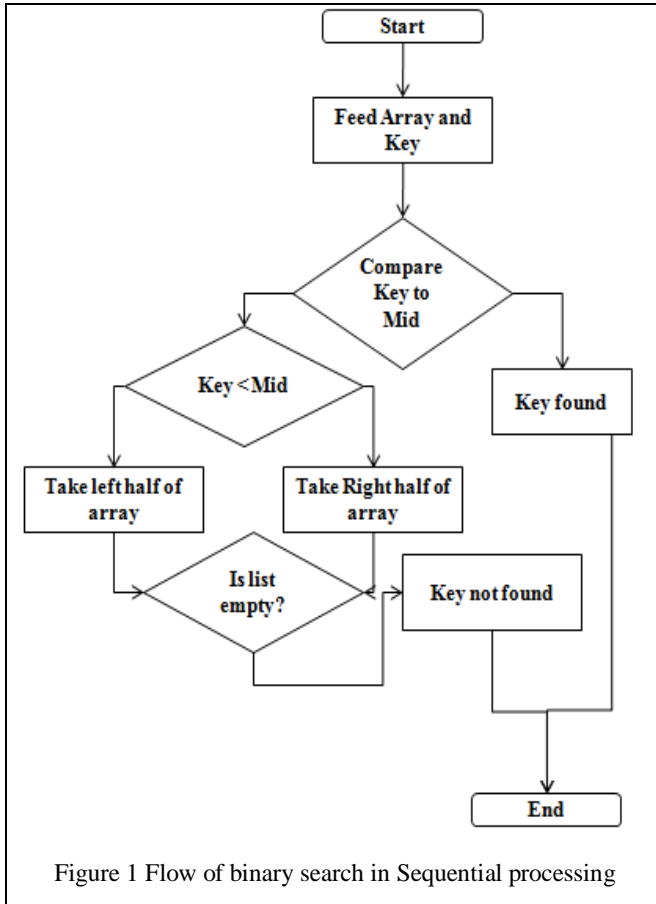 Start
Feed Array and
Key
Compare
Key to
Mid
Key < Mid
Key found
Take left half of
array
Take Right half of
array
Is list
empty?
Key not found
End
Figure 1 Flow of binary search in Sequential processing